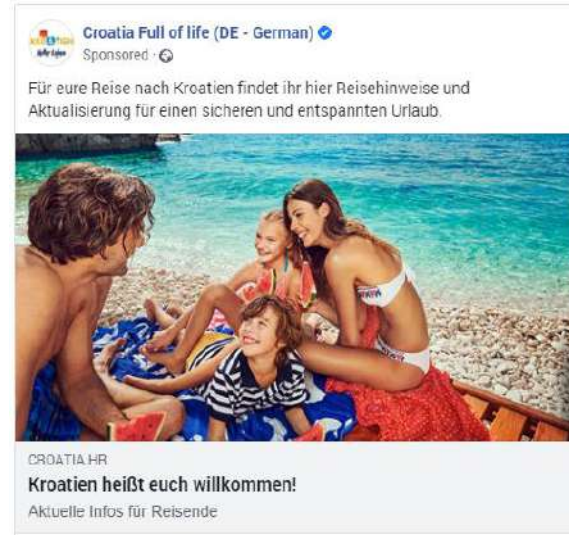 Croatia Full of life (DE - German)
Sponsored ·
Für eure Reise nach Kroatien findet ihr hier Reisehinweise und
Aktualisierung für einen sicheren und entspannten Urlaub.
CROATIA.HR
Kroatien heißt euch willkommen!
Aktuelle Infos für Reisende